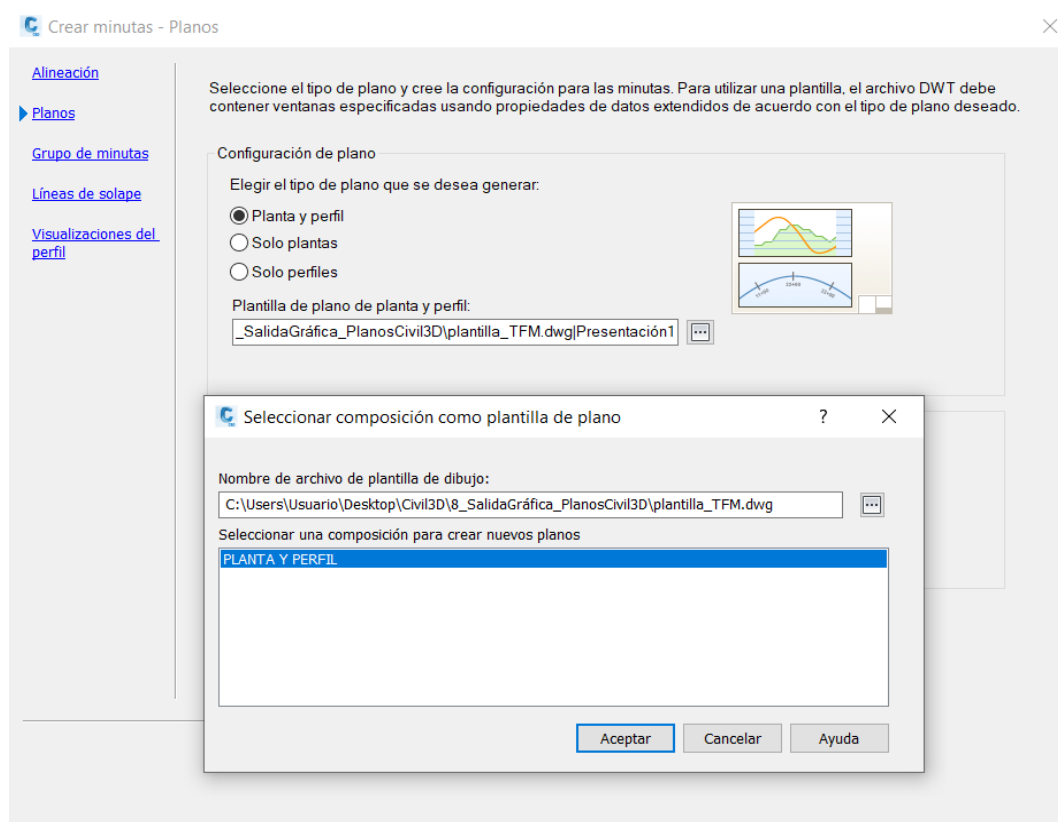 Crear minutas - Planos
Alineación
Planos
Grupo de minutas
Líneas de solape
Visualizaciones del
perfil
Seleccione el tipo de plano y cree la configuración para las minutas. Para utilizar una plantilla, el archivo DWT debe
contener ventanas especificadas usando propiedades de datos extendidos de acuerdo con el tipo de plano deseado.
Configuración de plano
Elegir el tipo de plano que se desea generar:
Planta y perfil
Solo plantas
Solo perfiles
Plantilla de plano de planta y perfil:
_SalidaGráfica_PlanosCivil3D\plantilla_TFM.dwg|Presentación1
Seleccionar composición como plantilla de plano
?
Nombre de archivo de plantilla de dibujo:
C:\Users\Usuario\Desktop\Civil3D\8_SalidaGráfica_PlanosCivil3D\plantilla_TFM.dwg
Seleccionar una composición para crear nuevos planos
PLANTA Y PERFIL
Aceptar
Cancelar
Ayuda